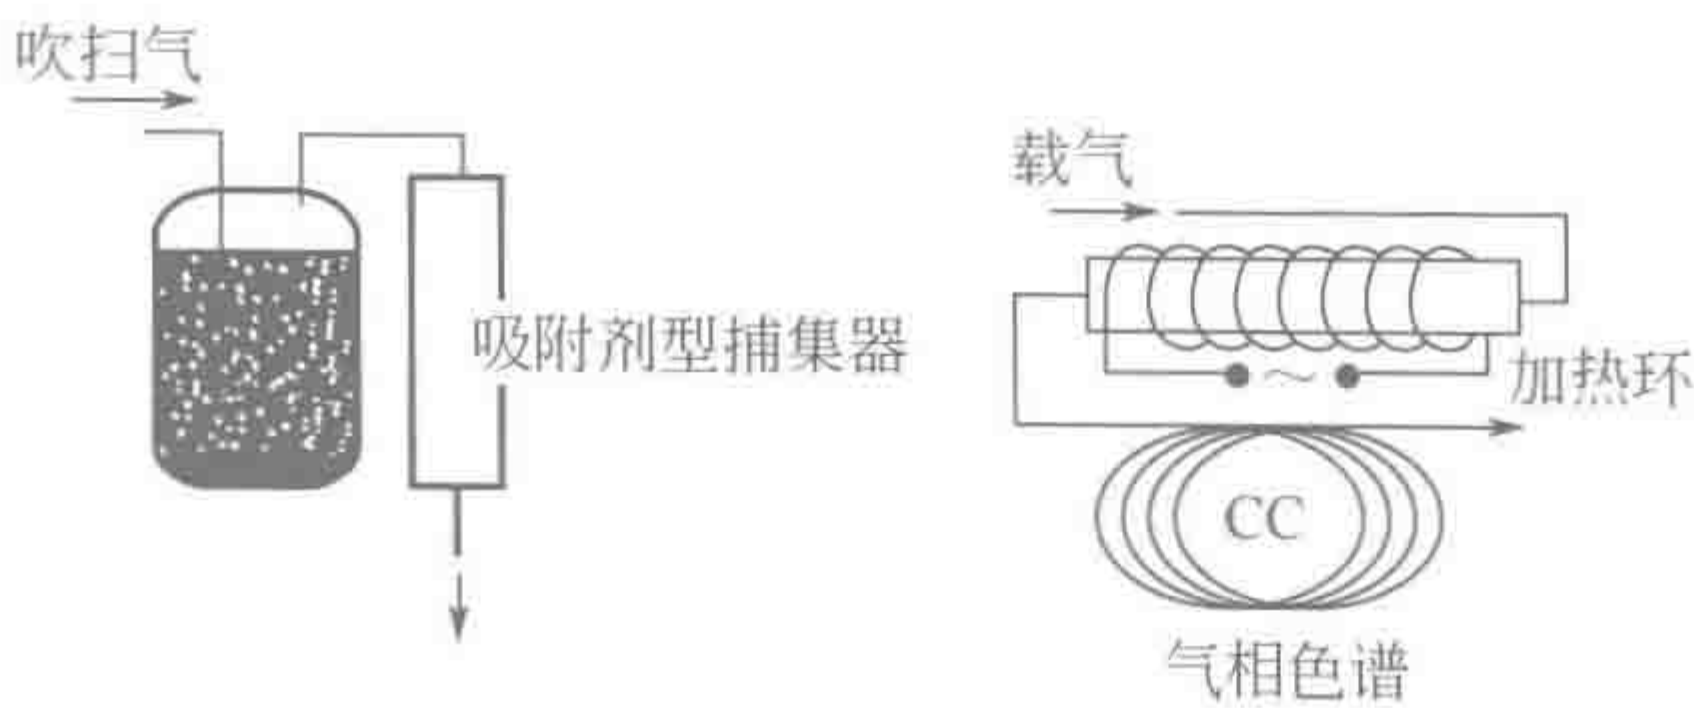 吹扫气
吸附剂型捕集器
载气
加热环
CC
气相色谱